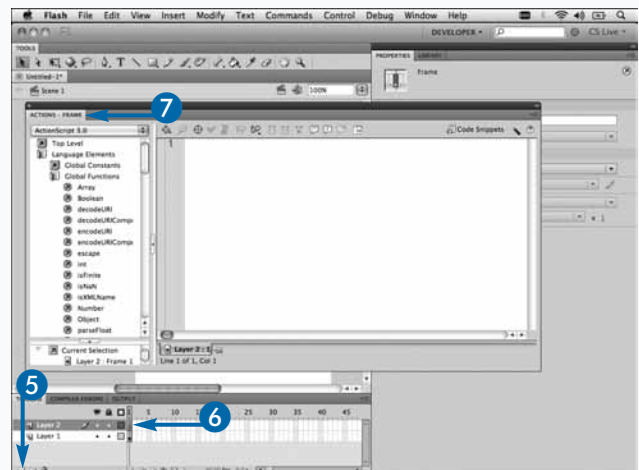 Flash File Edit View Insert Modify Text Commands Control Debug Window Help
DEVELOPER CS Live
TOOLS
PROPERTIES LIBRARY
Untitled-1*
Frame
Scene 1
100%
7
ACTIONS - FRAME
ActionScript 3.0
Code Snippets
Top Level
1
Language Elements
Global Constants
Global Functions
Array
Boolean
decodeURI
decodeURICompo
encodeURI
encodeURICompo
escape
int
isFinite
isNaN
isXMLName
Number
Object
parseFloat
Current Selection
Layer 2 : Frame 1
Layer 2 : 1
Line 1 of 1, Col 1
5
COMPILER ERRORS OUTPUT
1 5 10 25 30 35 40 45
6
Layer 2
Layer 1